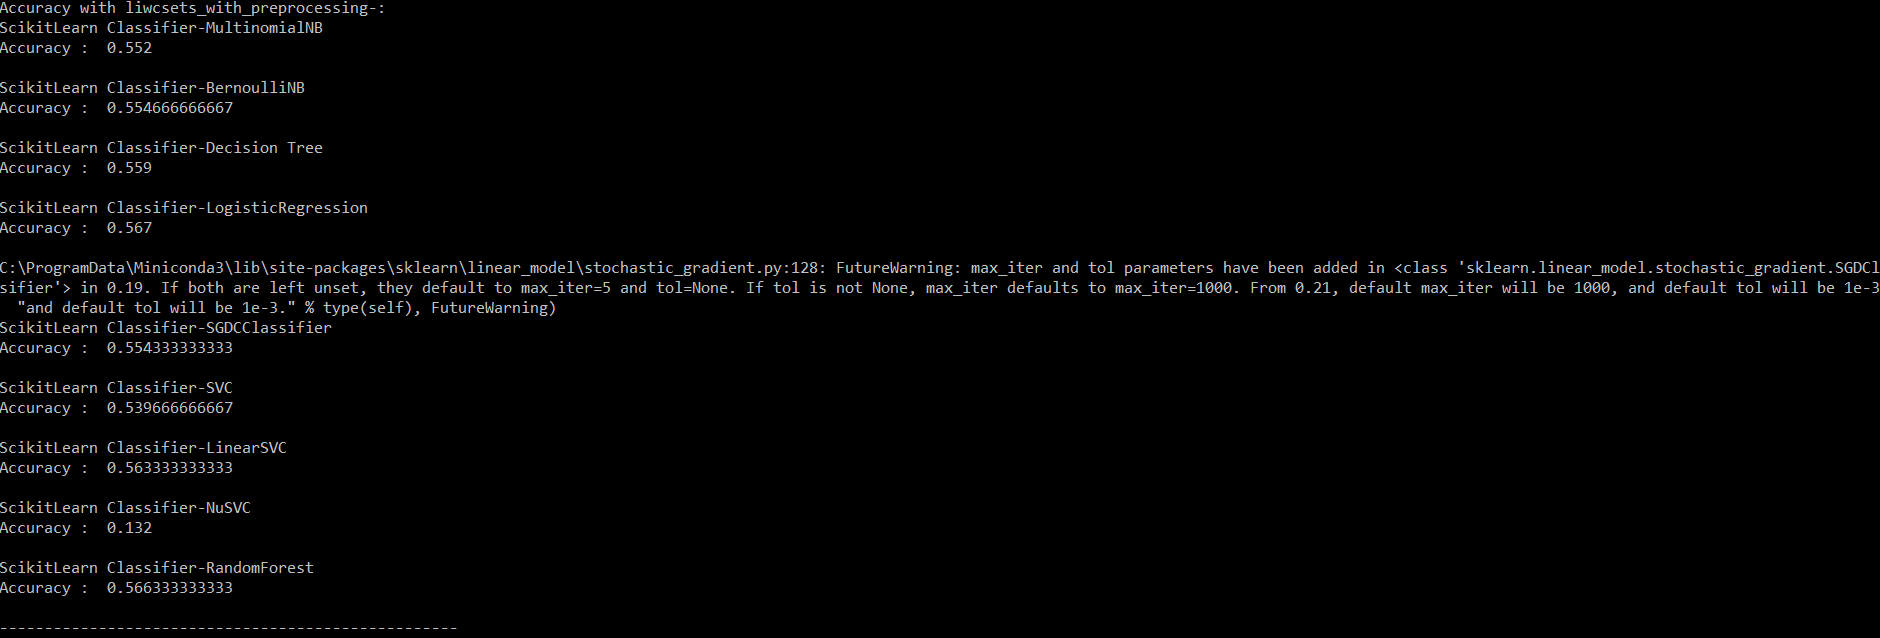 Accuracy with liwcsets_with_preprocessing-:
ScikitLearn Classifier-MultinomialNB
Accuracy :  0.552
ScikitLearn Classifier-BernoulliNB
Accuracy :  0.554666666667
ScikitLearn Classifier-Decision Tree
Accuracy :  0.559
ScikitLearn Classifier-LogisticRegression
Accuracy :  0.567
C:\ProgramData\Miniconda3\lib\site-packages\sklearn\linear_model\stochastic_gradient.py:128: FutureWarning: max_iter and tol parameters have been added in <class 'sklearn.linear_model.stochastic_gradient.SGDCl
sifier'> in 0.19. If both are left unset, they default to max_iter=5 and tol=None. If tol is not None, max_iter defaults to max_iter=1000. From 0.21, default max_iter will be 1000, and default tol will be 1e-3
  "and default tol will be 1e-3." % type(self), FutureWarning)
ScikitLearn Classifier-SGDCClassifier
Accuracy :  0.554333333333
ScikitLearn Classifier-SVC
Accuracy :  0.539666666667
ScikitLearn Classifier-LinearSVC
Accuracy :  0.563333333333
ScikitLearn Classifier-NuSVC
Accuracy :  0.132
ScikitLearn Classifier-RandomForest
Accuracy :  0.566333333333
---------------------------------------------------